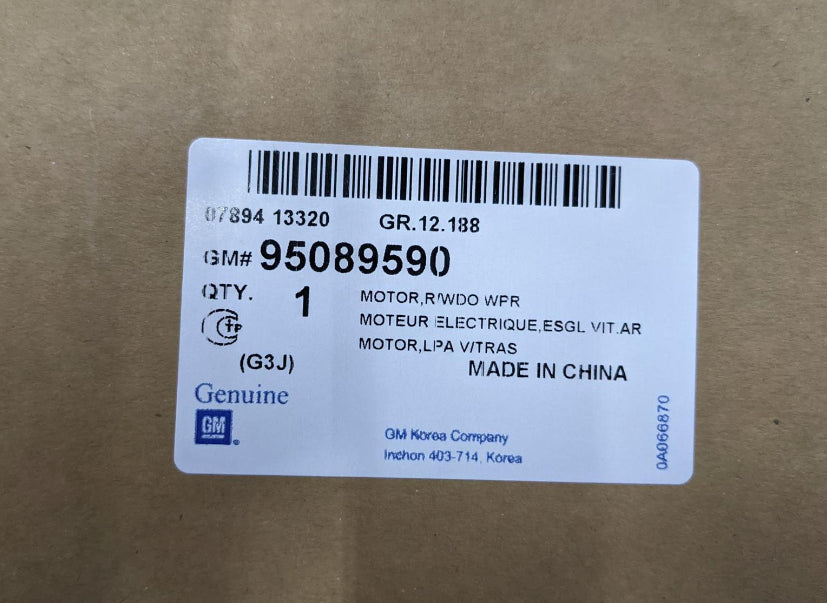 07894 13320 GR.12.188
GM# 95089590
QTY. 1 MOTOR,R/WDO WPR
MOTEUR ELECTRIQUE,ESGL VIT.AR
MOTOR,LPA V/TRAS
(G3J) MADE IN CHINA
Genuine
GM
GM Korea Company
Inchon 403-714, Korea
0A066870